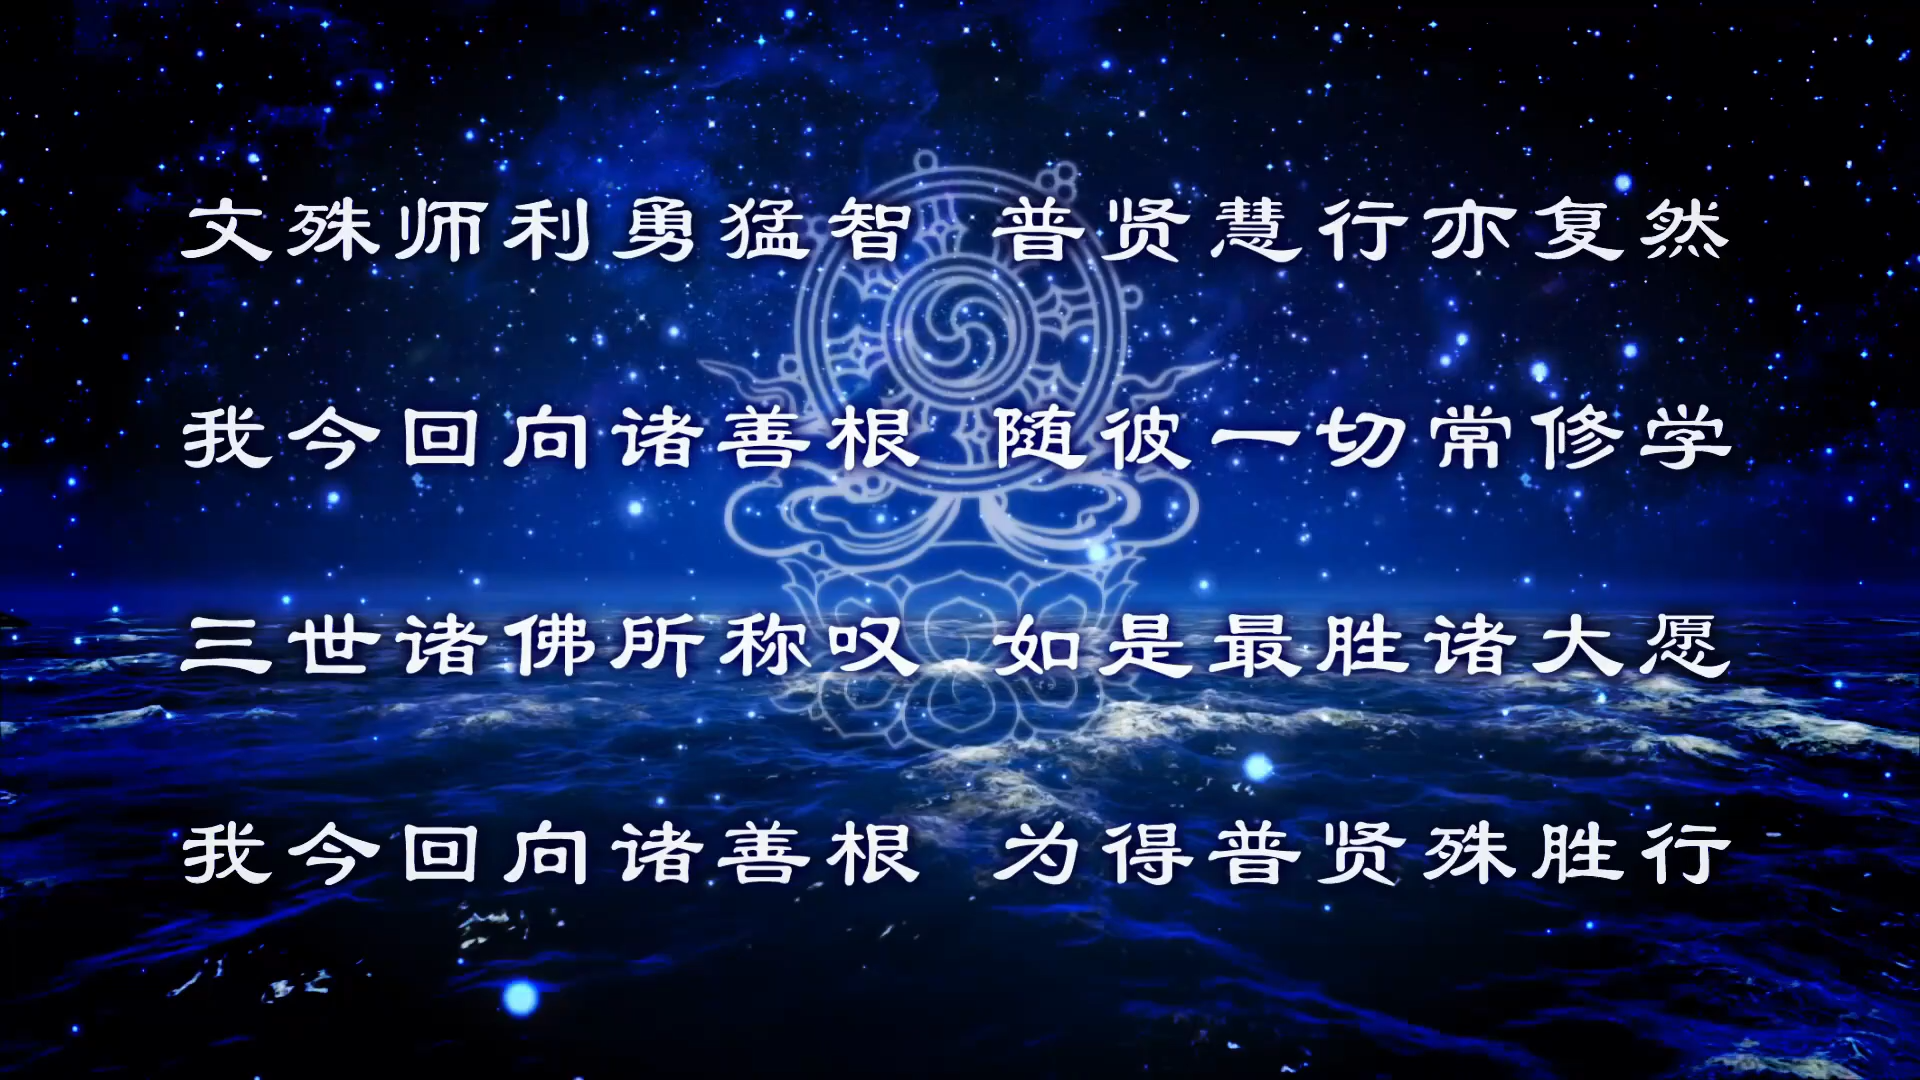 文殊师利勇猛智 普贤慧行亦复然
我今回向诸善根 随彼一切常修学
三世诸佛所称叹 如是最胜诸大愿
我今回向诸善根 为得普贤殊胜行